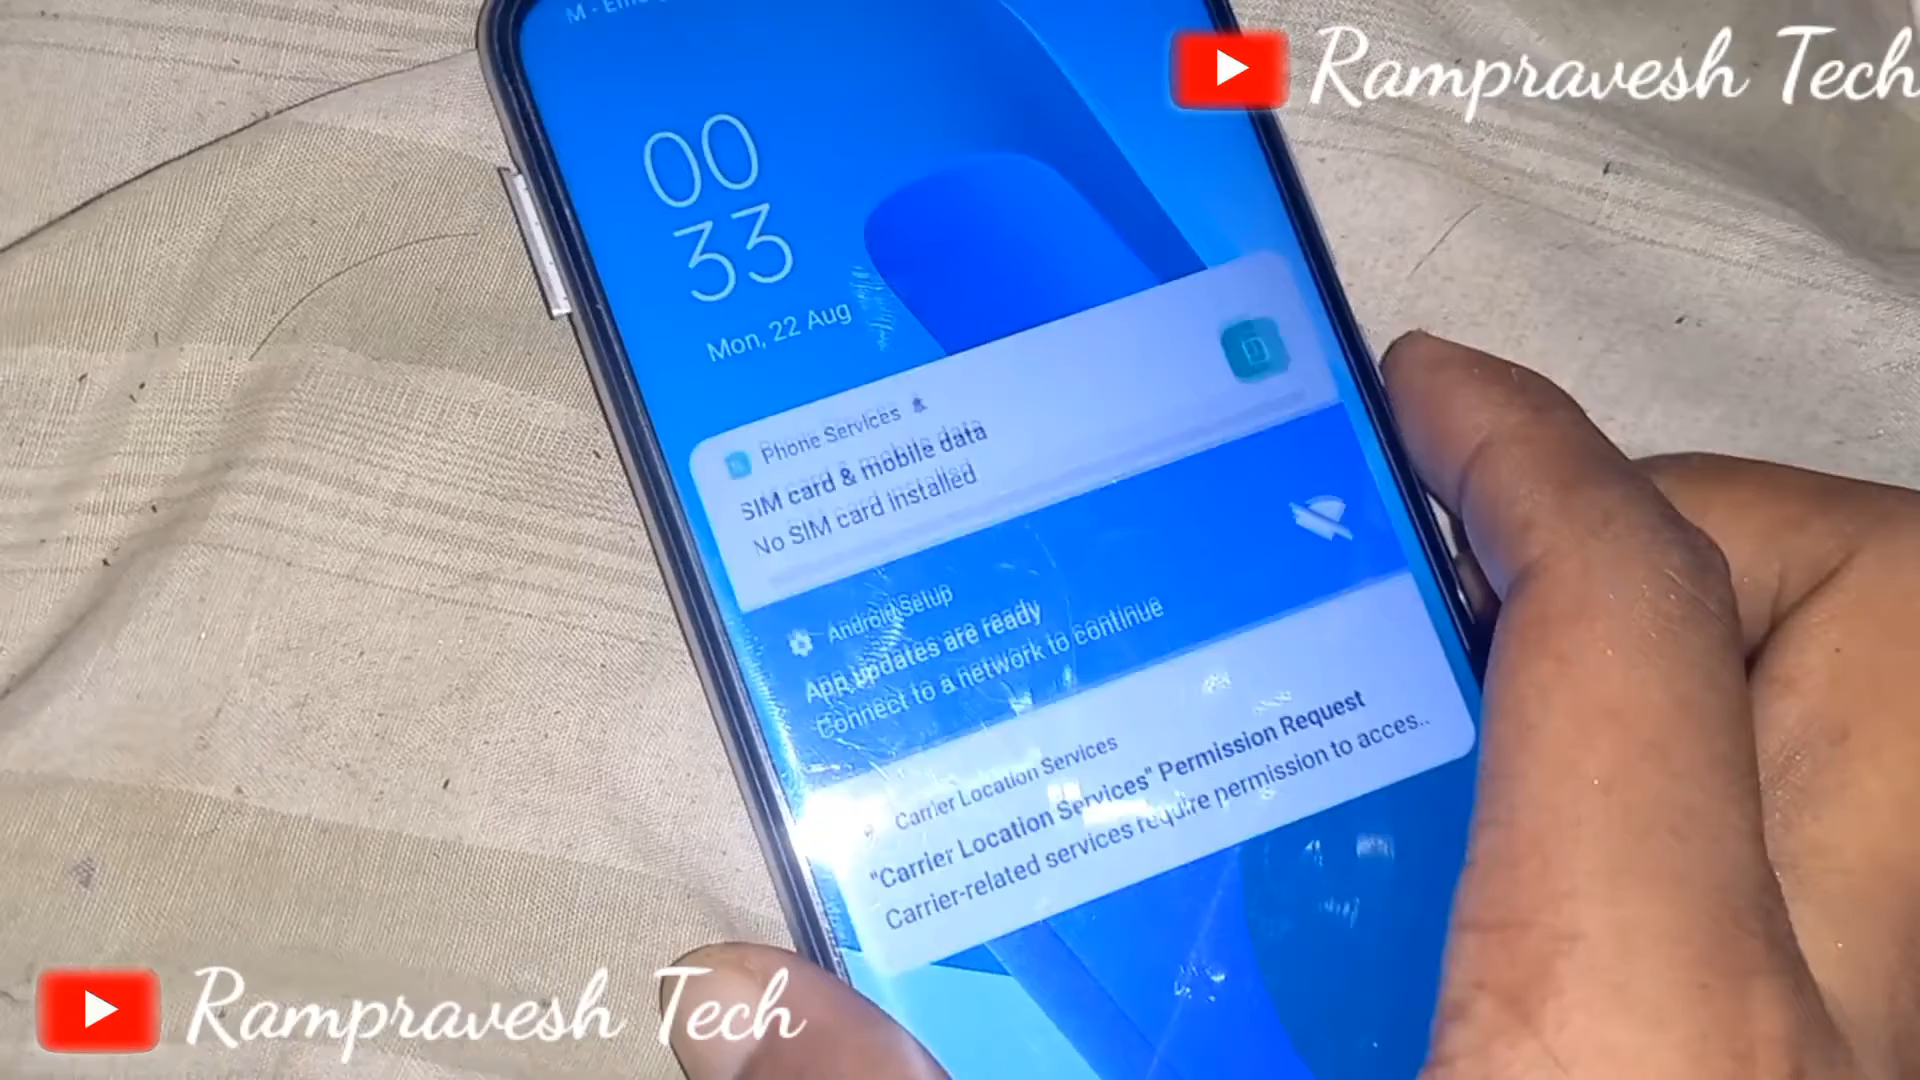 Rampravesh Tech
00
33
Mon, 22 Aug
Phone Services
SIM card & mobile data
No SIM card installed
Android Setup
App updates are ready
Connect to a network to continue
Carrier Location Services
"Carrier Location Services" Permission Request
Carrier-related services require permission to acces..
Rampravesh Tech